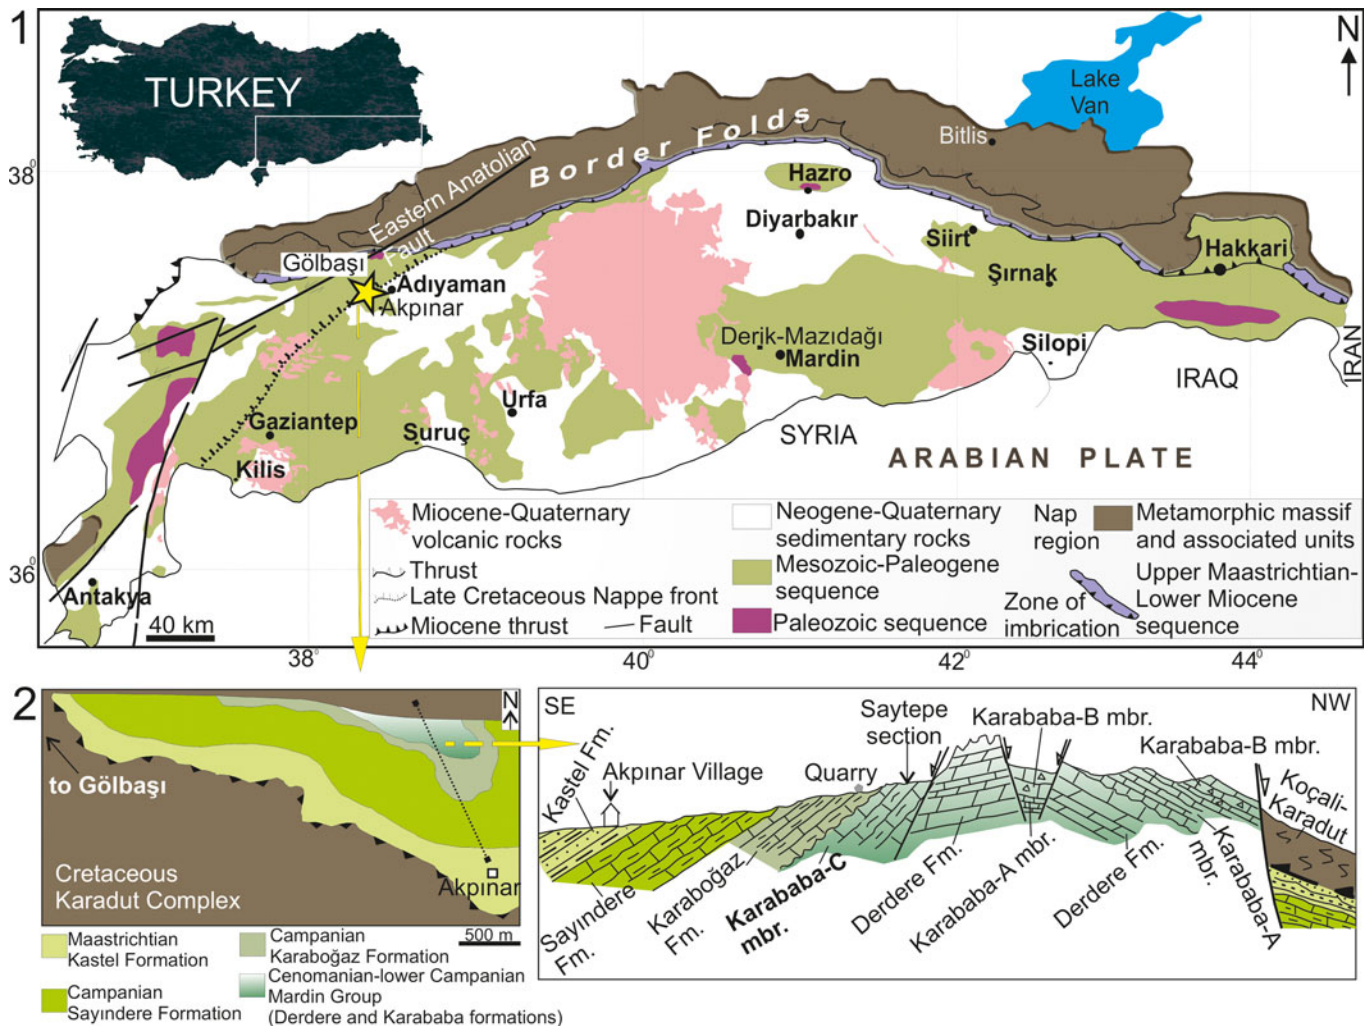 1
TURKEY
N
Lake
Van
Bitlis
Border Folds
38⁰
Eastern Anatolian
Fault
Hazro
Diyarbakır
Siirt
Hakkari
Gölbaşı
Adıyaman
Akpınar
Şırnak
Derik-Mazıdağı
Mardin
Silopi
IRAN
IRAQ
Urfa
Gaziantep
Suruç
SYRIA
Kilis
ARABIAN PLATE
36⁰
Antakya
40 km
Miocene-Quaternary
volcanic rocks
Thrust
Late Cretaceous Nappe front
Miocene thrust
Fault
Neogene-Quaternary
sedimentary rocks
Mesozoic-Paleogene
sequence
Paleozoic sequence
Nap
region
Metamorphic massif
and associated units
Zone of
imbrication
Upper Maastrichtian-
Lower Miocene
sequence
38⁰
40⁰
42⁰
44⁰
2
N
to Gölbaşı
Cretaceous
Karadut Complex
Akpınar
500 m
Maastrichtian
Kastel Formation
Campanian
Sayındere Formation
Campanian
Karaboğaz Formation
Cenomanian-lower Campanian
Mardin Group
(Derdere and Karababa formations)
SE
NW
Kastel Fm.
Akpınar Village
Quarry
Saytepe
section
Karababa-B mbr.
Karababa-B mbr.
Koçali-
Karadut
Sayındere
Fm.
Karaboğaz
Fm.
Karababa-C
mbr.
Derdere Fm.
Karababa-A mbr.
Derdere Fm.
Karababa-A
mbr.